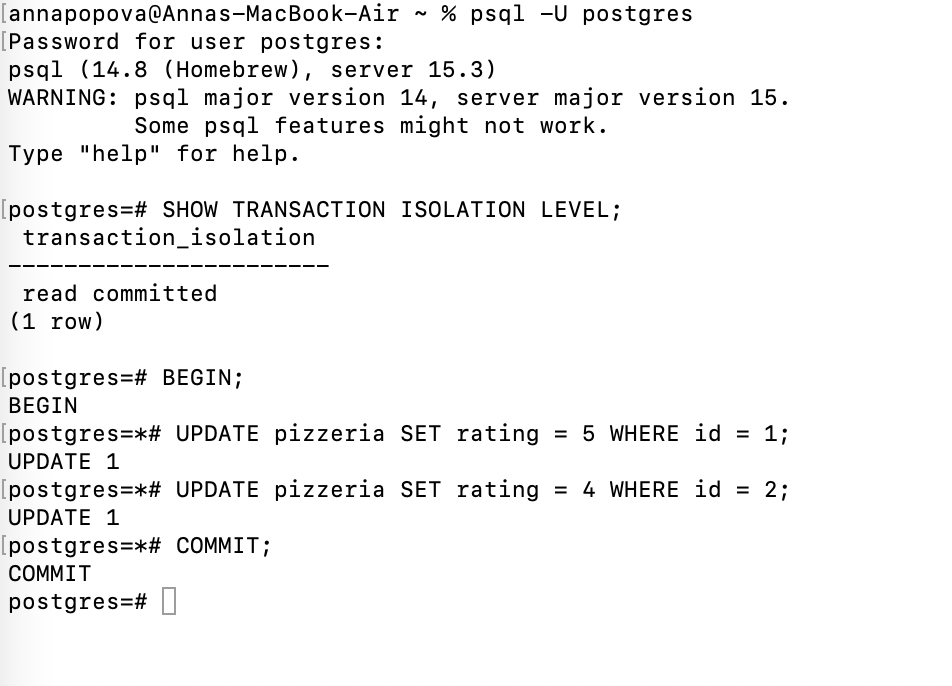 [annapopova@Annas-MacBook-Air ~ % psql -U postgres
[Password for user postgres:
psql (14.8 (Homebrew), server 15.3)
WARNING: psql major version 14, server major version 15.
         Some psql features might not work.
Type "help" for help.

[postgres=# SHOW TRANSACTION ISOLATION LEVEL;
 transaction_isolation
-----------------------
 read committed
(1 row)

[postgres=# BEGIN;
BEGIN
[postgres=*# UPDATE pizzeria SET rating = 5 WHERE id = 1;
UPDATE 1
[postgres=*# UPDATE pizzeria SET rating = 4 WHERE id = 2;
UPDATE 1
[postgres=*# COMMIT;
COMMIT
postgres=#